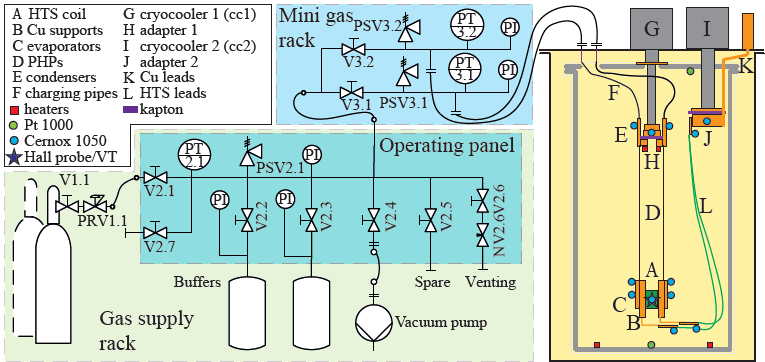 A HTS coil
B Cu supports
C evaporators
D PHPs
E condensers
F charging pipes
heaters
Pt 1000
Cernox 1050
Hall probe/VT
G cryocooler 1 (cc1)
H adapter 1
I cryocooler 2 (cc2)
J adapter 2
K Cu leads
L HTS leads
kapton
Mini gas
rack
PSV3.2
PT
3.2
PI
V3.2
PT
3.1
PI
V3.1
PSV3.1
Operating panel
PT
2.1
PSV2.1
PI
V1.1
PRV1.1
V2.1
PI
PI
V2.7
V2.2
V2.3
V2.4
V2.5
NV2.6
V2.6
Buffers
Spare
Venting
Gas supply
rack
Vacuum pump
G
I
K
F
E
H
J
D
L
A
C
B